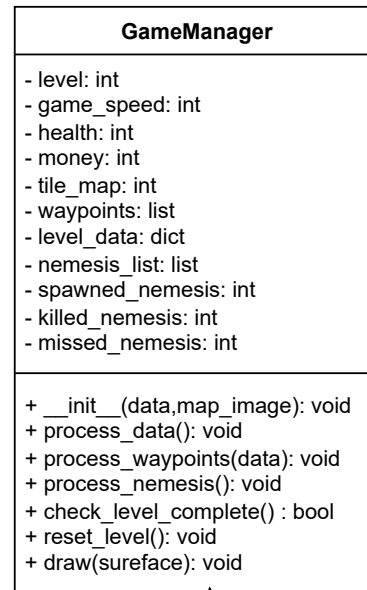 GameManager
- level: int
- game_speed: int
- health: int
- money: int
- tile_map: int
- waypoints: list
- level_data: dict
- nemesis_list: list
- spawned_nemesis: int
- killed_nemesis: int
- missed_nemesis: int
+ __init__(data,map_image): void
+ process_data(): void
+ process_waypoints(data): void
+ process_nemesis(): void
+ check_level_complete() : bool
+ reset_level(): void
+ draw(sureface): void